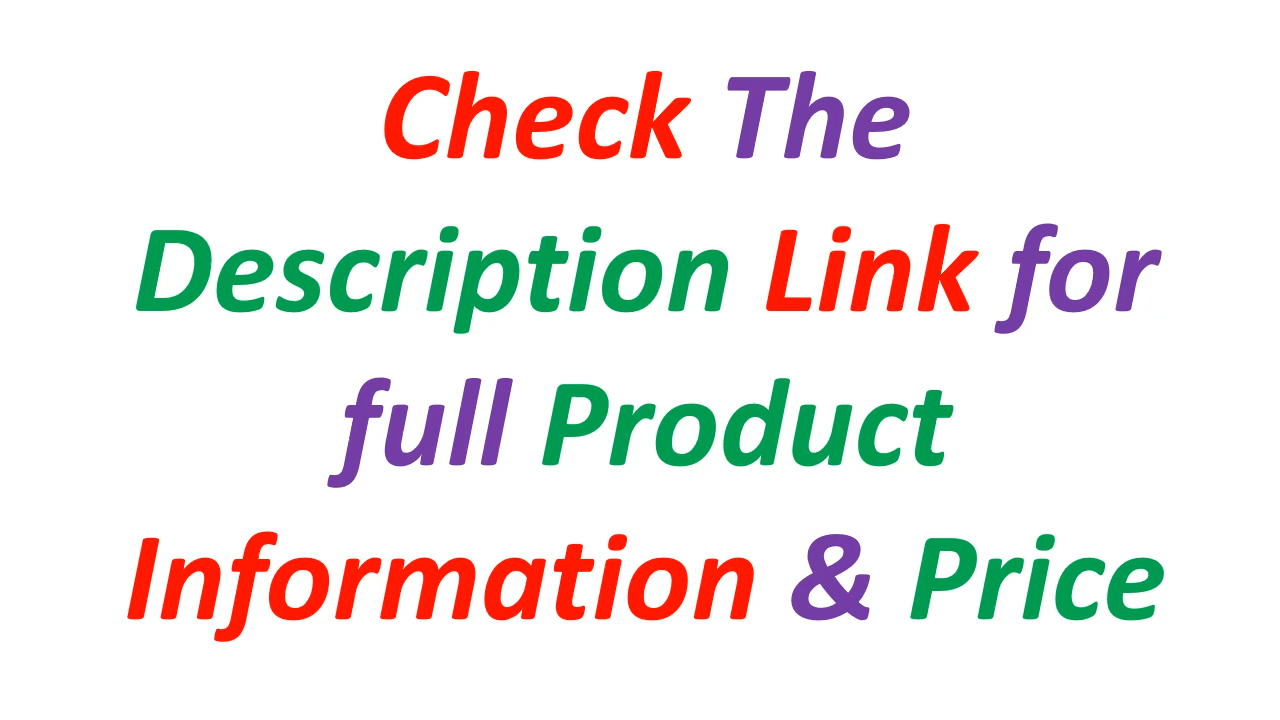 Check The
Description Link for
full Product
Information & Price